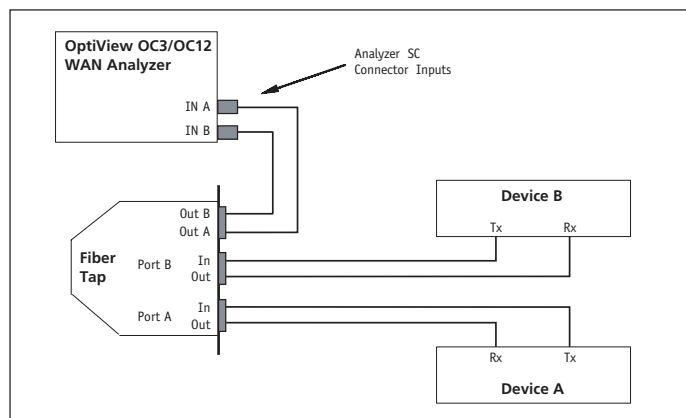 OptiView OC3/OC12
WAN Analyzer
Analyzer SC
Connector Inputs
IN A
IN B
Out B
Out A
Fiber
Tap
Port B
In
Out
Port A
In
Out
Device B
Tx Rx
Rx Tx
Device A